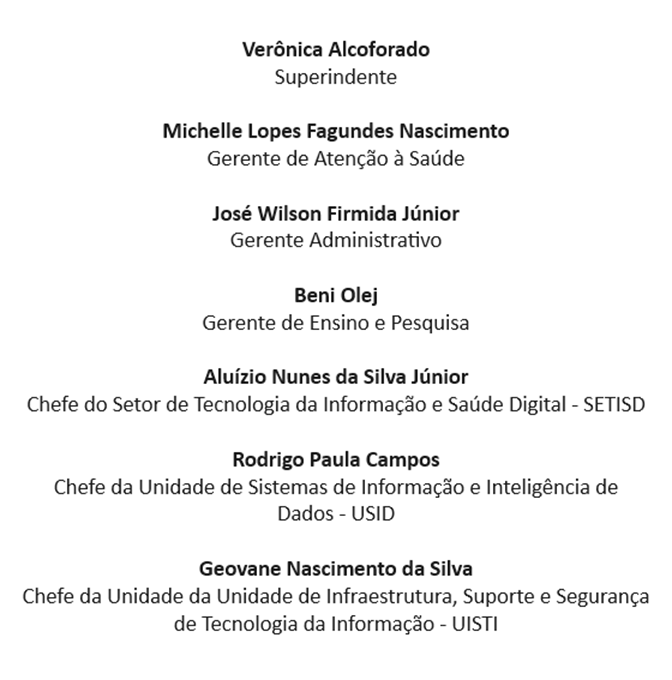 Verônica Alcoforado
Superindente
Michelle Lopes Fagundes Nascimento
Gerente de Atenção à Saúde
José Wilson Firmida Júnior
Gerente Administrativo
Beni Olej
Gerente de Ensino e Pesquisa
Aluízio Nunes da Silva Júnior
Chefe do Setor de Tecnologia da Informação e Saúde Digital - SETISD
Rodrigo Paula Campos
Chefe da Unidade de Sistemas de Informação e Inteligência de
Dados - USID
Geovane Nascimento da Silva
Chefe da Unidade da Unidade de Infraestrutura, Suporte e Segurança
de Tecnologia da Informação - UISTI